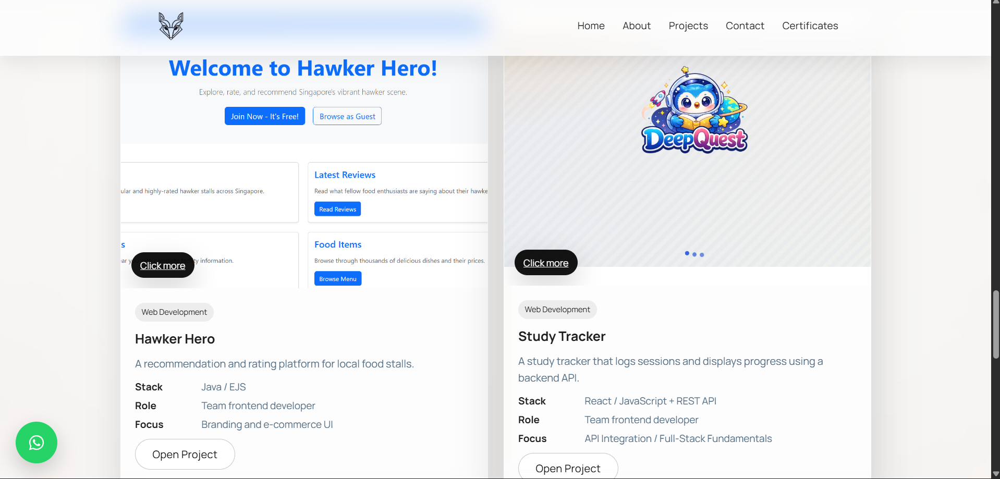 Home About Projects Contact Certificates
Welcome to Hawker Hero!
Explore, rate, and recommend Singapore's vibrant hawker scene.
Join Now - It's Free! Browse as Guest
ular and highly-rated hawker stalls across Singapore.
Latest Reviews
Read what fellow food enthusiasts are saying about their hawke
Read Reviews
s
ear y
information.
Food Items
Browse through thousands of delicious dishes and their prices.
Browse Menu
Click more
Web Development
Hawker Hero
A recommendation and rating platform for local food stalls.
Stack Java / EJS
Role Team frontend developer
Focus Branding and e-commerce UI
Open Project
DeepQuest
Click more
Web Development
Study Tracker
A study tracker that logs sessions and displays progress using a
backend API.
Stack React / JavaScript + REST API
Role Team frontend developer
Focus API Integration / Full-Stack Fundamentals
Open Project